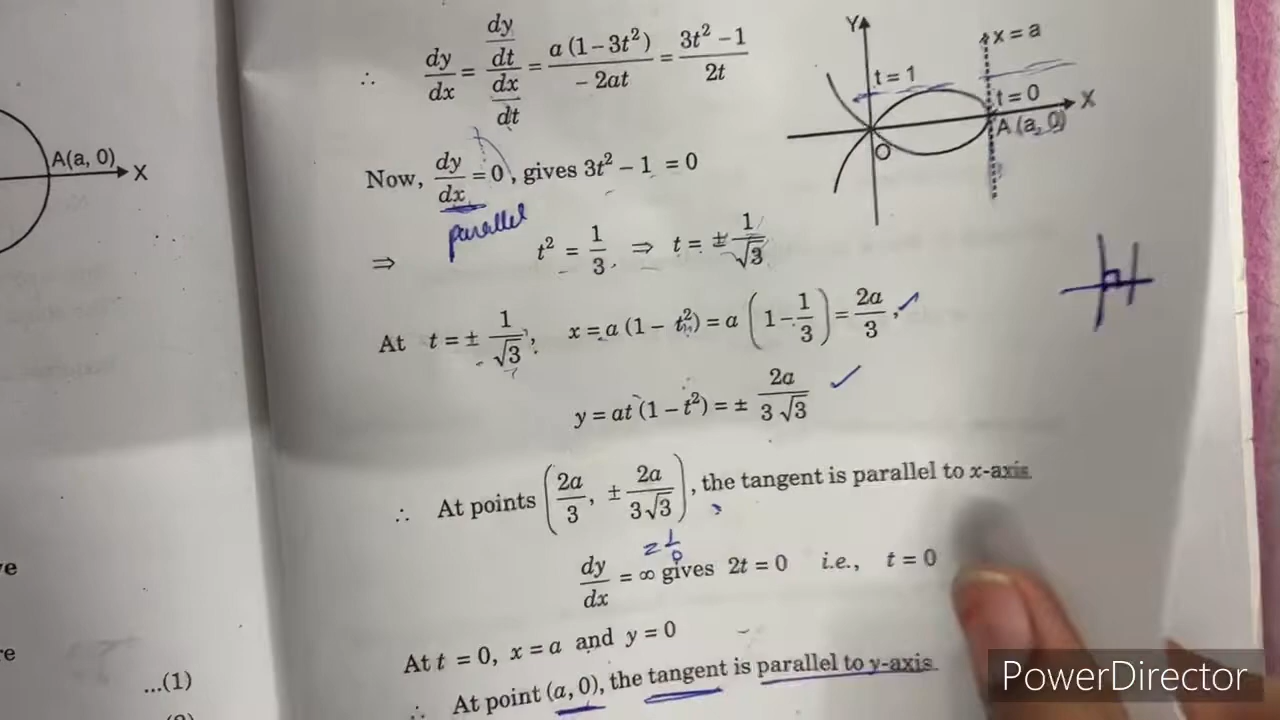 ∴ dy/dx = (dy/dt)/(dx/dt) = a (1 – 3t²)/– 2at = 3t² – 1/2t
Now, dy/dx = 0, gives 3t² – 1 = 0
parallel
⇒ t² = 1/3 ⇒ t = ± 1/√3
At t = ± 1/√3, x = a (1 – t²) = a (1 – 1/3) = 2a/3,
y = at (1 – t²) = ± 2a/3√3
∴ At points (2a/3, ± 2a/3√3), the tangent is parallel to x-axis.
= 1/0
dy/dx = ∞ gives 2t = 0 i.e., t = 0
At t = 0, x = a and y = 0
∴ At point (a, 0), the tangent is parallel to y-axis.
Y
x = a
t = 1
t = 0
X
A (a, 0)
O
A(a, 0)
X
...(1)
PowerDirector